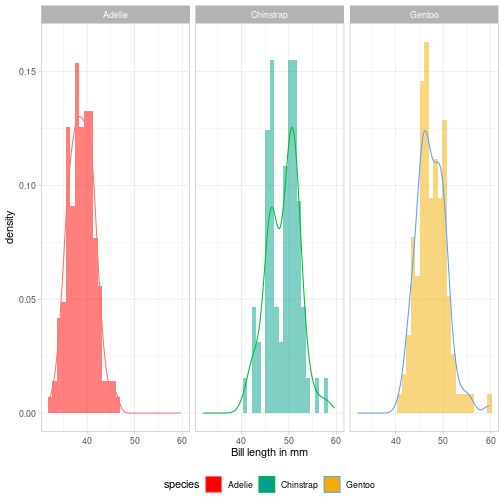 Adelie Chinstrap Gentoo
0.15
0.10
0.05
0.00
density
40 50 60 40 50 60 40 50 60
Bill length in mm
species Adelie Chinstrap Gentoo